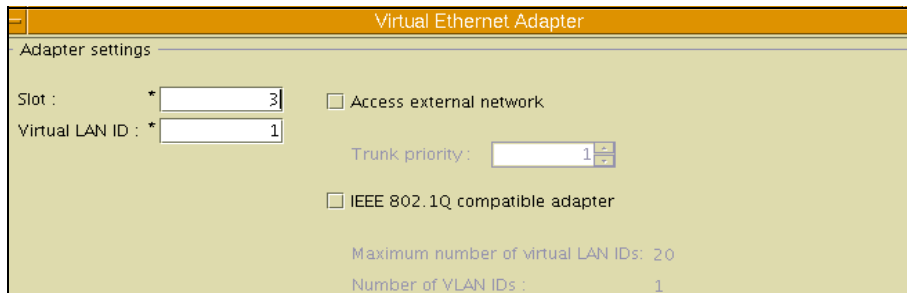 Virtual Ethernet Adapter
Adapter settings
Slot : * 3
Virtual LAN ID : * 1
Access external network
Trunk priority : 1
IEEE 802.1Q compatible adapter
Maximum number of virtual LAN IDs: 20
Number of VLAN IDs : 1